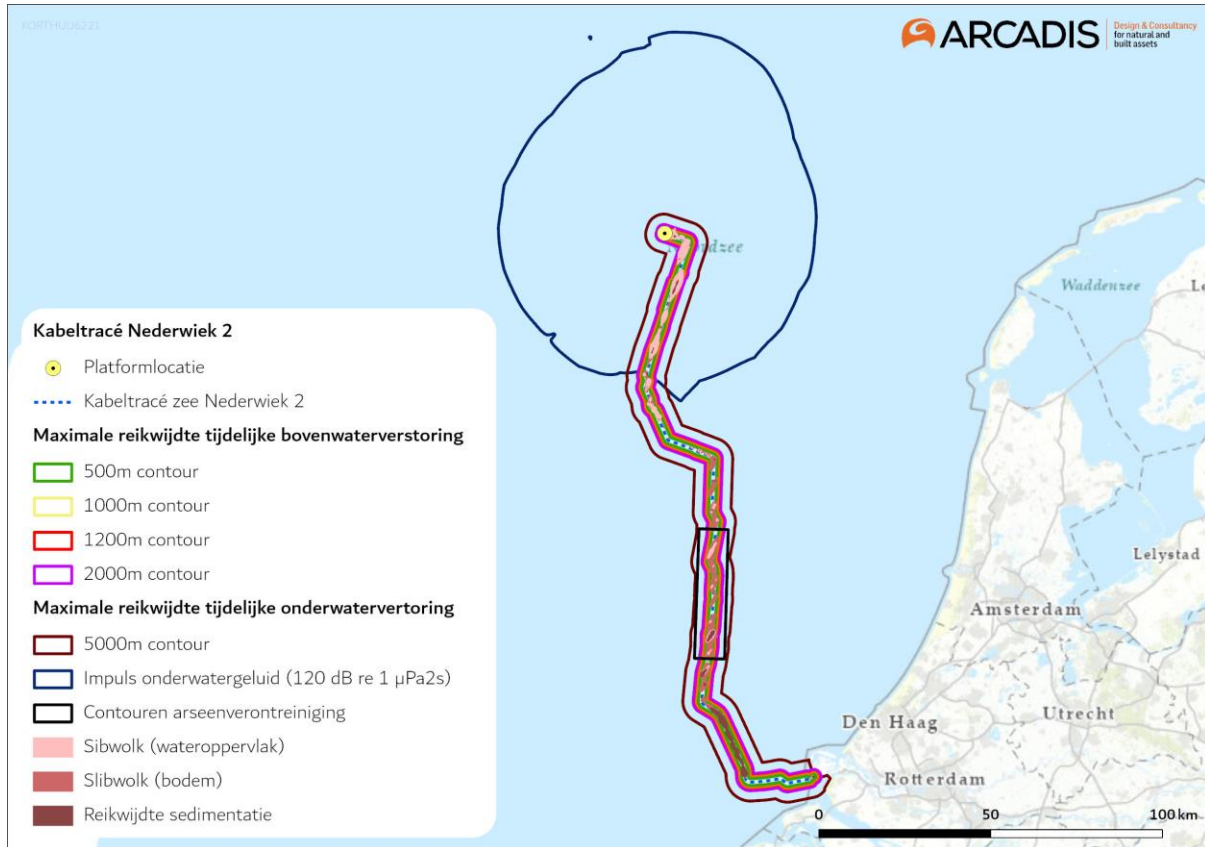 KORTHUU6221
ARCADIS
Design & Consultancy
for natural and
built assets
Waddenzee
Kabeltracé Nederwiek 2
Platformlocatie
Kabeltracé zee Nederwiek 2
Maximale reikwijdte tijdelijke bovenwaterverstoring
500m contour
1000m contour
1200m contour
2000m contour
Maximale reikwijdte tijdelijke onderwatervertoring
5000m contour
Impuls onderwatergeluid (120 dB re 1 µPa2s)
Contouren arseenverontreiniging
Sibwolk (wateroppervlak)
Slibwolk (bodem)
Reikwijdte sedimentatie
Lelystad
Amsterdam
Den Haag
Utrecht
Rotterdam
0 50 100 km